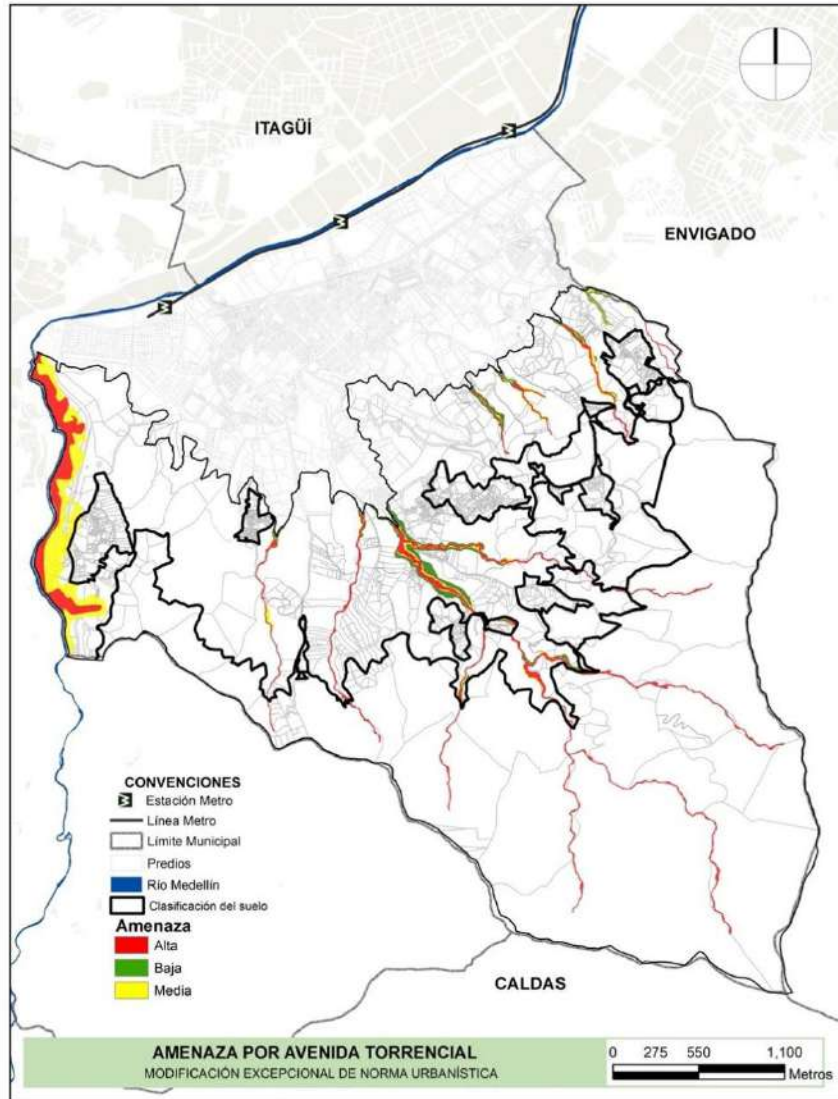 ITAGÜÍ
ENVIGADO
CONVENCIONES
Estación Metro
Línea Metro
Límite Municipal
Predios
Río Medellín
Clasificación del suelo
Amenaza
Alta
Baja
Media
CALDAS
AMENAZA POR AVENIDA TORRENCIAL
MODIFICACIÓN EXCEPCIONAL DE NORMA URBANÍSTICA
0 275 550 1,100
Metros